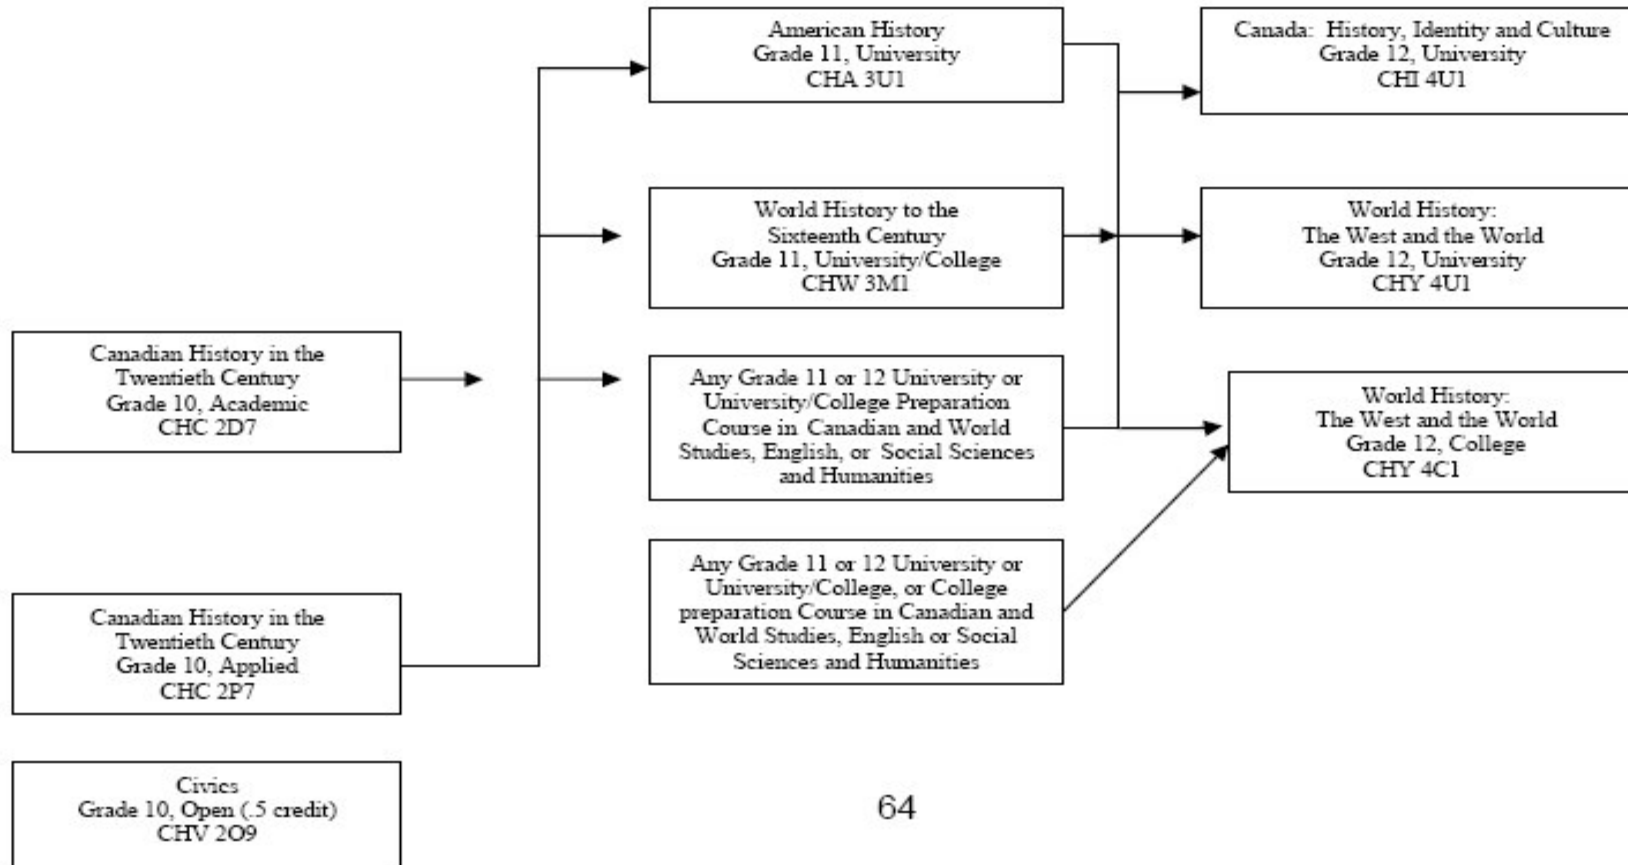 American History
Grade 11, University
CHA 3U1
Canada: History, Identity and Culture
Grade 12, University
CHI 4U1
World History to the
Sixteenth Century
Grade 11, University/College
CHW 3M1
World History:
The West and the World
Grade 12, University
CHY 4U1
Canadian History in the
Twentieth Century
Grade 10, Academic
CHC 2D7
Any Grade 11 or 12 University or
University/College Preparation
Course in Canadian and World
Studies, English, or Social Sciences
and Humanities
World History:
The West and the World
Grade 12, College
CHY 4C1
Any Grade 11 or 12 University or
University/College, or College
preparation Course in Canadian and
World Studies, English or Social
Sciences and Humanities
Canadian History in the
Twentieth Century
Grade 10, Applied
CHC 2P7
Civics
Grade 10, Open (.5 credit)
CHV 2O9
64